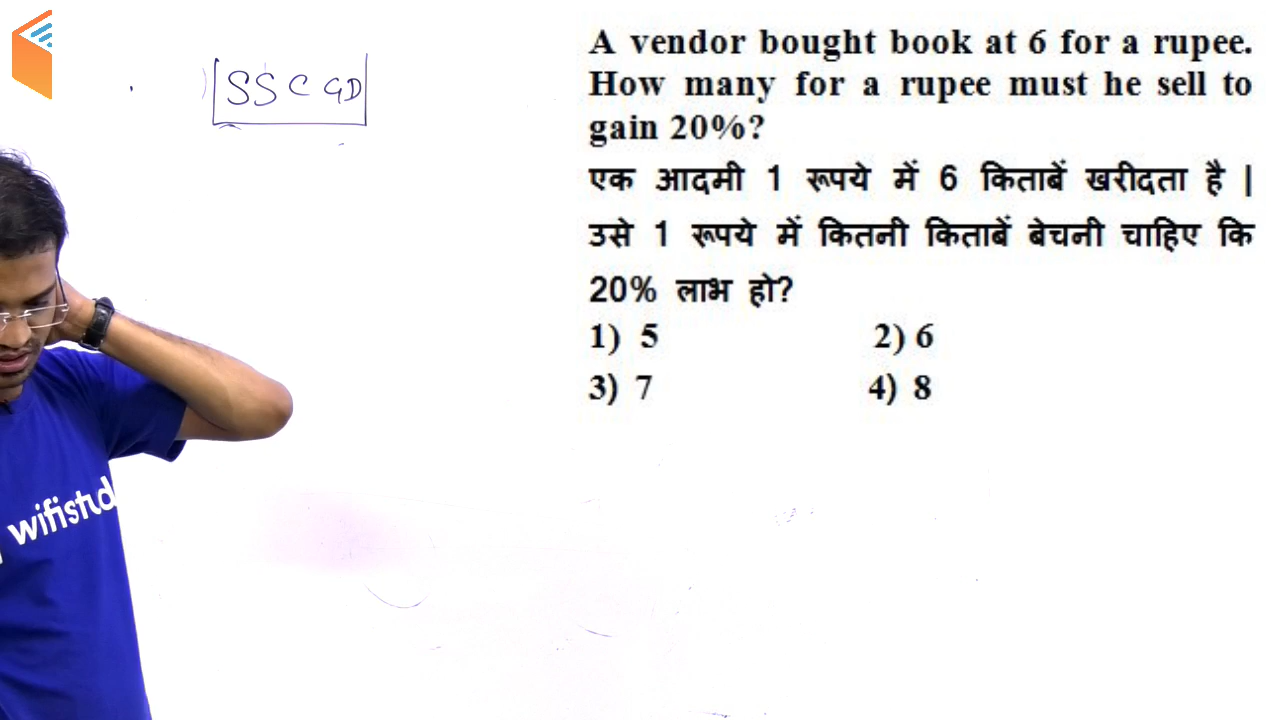 SSC GD
A vendor bought book at 6 for a rupee.
How many for a rupee must he sell to
gain 20%?
एक आदमी 1 रूपये में 6 किताबें खरीदता है |
उसे 1 रूपये में कितनी किताबें बेचनी चाहिए कि
20% लाभ हो?
1) 5 2) 6
3) 7 4) 8
wifistud